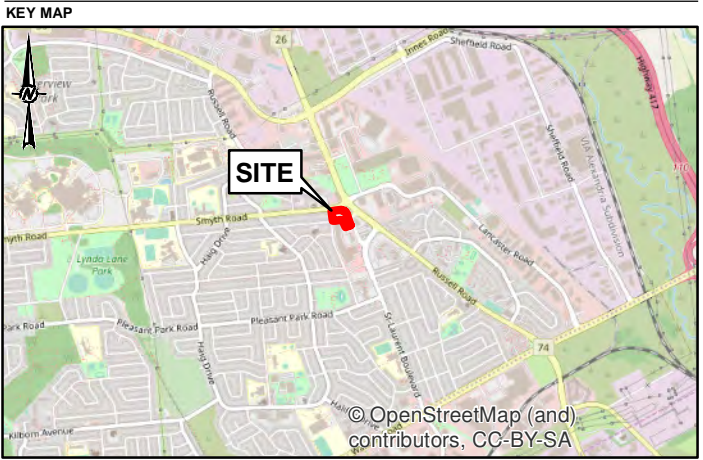 KEY MAP
26
Innes Road
Sheffield Road
Highway 417
N
Park
Russell Road
SITE
Sheffield Road
VIA Alexandria Subdivision
Smyth Road
Haig Drive
Lancaster Road
Lynda Lane
Park
Russell Road
Pleasant Park Road
Pleasant Park Road
St-Laurent Boulevard
Haig Drive
74
Kilborn Avenue
© OpenStreetMap (and)
contributors, CC-BY-SA